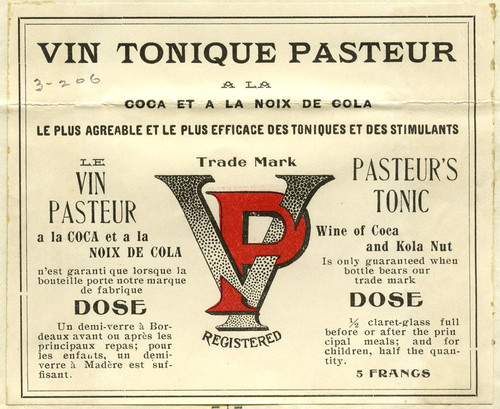 VIN TONIQUE PASTEUR
3-206
A LA
COCA ET A LA NOIX DE COLA
LE PLUS AGREABLE ET LE PLUS EFFICACE DES TONIQUES ET DES STIMULANTS
LE
VIN
PASTEUR
a la COCA et a la
NOIX DE COLA
n'est garanti que lorsque la
bouteille porte notre marque
de fabrique
DOSE
Un demi-verre à Bor-
deaux avant ou après les
principaux repas; pour
les enfants, un demi-
verre à Madère est suf-
fisant.
Trade Mark
VP
REGISTERED
PASTEUR'S
TONIC
Wine of Coca
and Kola Nut
Is only guaranteed when
bottle bears our
trade mark
DOSE
½ claret-glass full
before or after the prin
cipal meals; and for
children, half the quan-
tity.
5 FRANCS